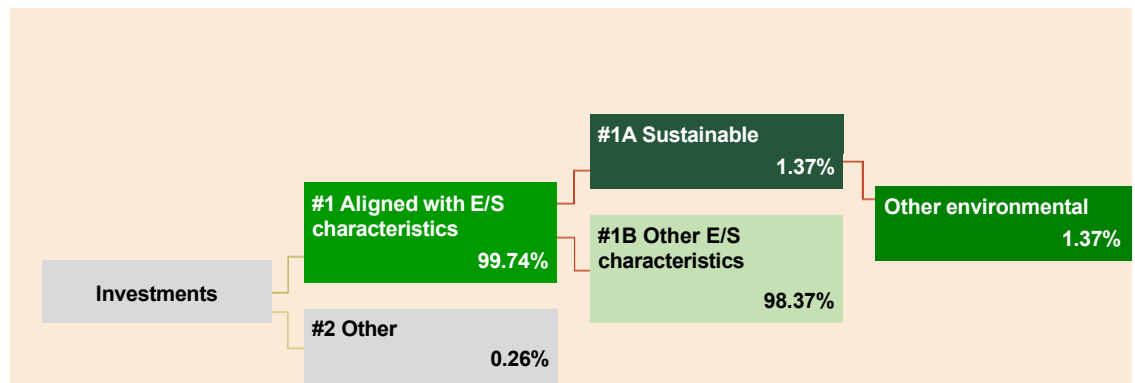 #1A Sustainable
1.37%
#1 Aligned with E/S
characteristics
99.74%
Other environmental
1.37%
#1B Other E/S
characteristics
98.37%
Investments
#2 Other
0.26%